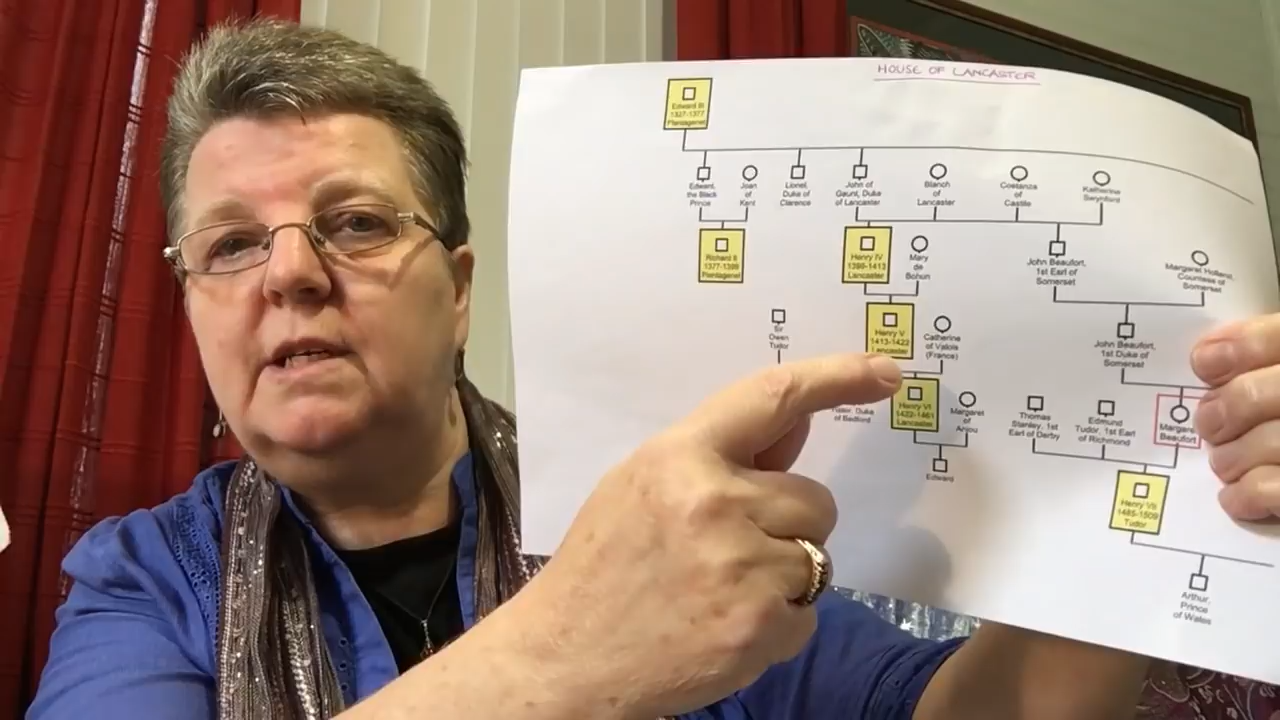 HOUSE OF LANCASTER
Edward III
1327-1377
Plantagenet
Edward,
the Black
Prince
Joan
of
Kent
Lionel,
Duke of
Clarence
John of
Gaunt, Duke
of Lancaster
Blanch
of
Lancaster
Costanza
of
Castile
Katherine
Swynford
Richard II
1377-1399
Plantagenet
Henry IV
1399-1413
Lancaster
Mary
de
Bohun
John Beaufort,
1st Earl of
Somerset
Margaret Holland,
Countess of
Somerset
Sir
Owen
Tudor
Henry V
1413-1422
Lancaster
Catherine
of Valois
(France)
John Beaufort,
1st Duke of
Somerset
Tudor, Duke
of Bedford
Henry VI
1422-1461
Lancaster
Margaret
of
Anjou
Thomas
Stanley, 1st
Earl of Derby
Edmund
Tudor, 1st Earl
of Richmond
Margaret
Beaufort
Edward
Henry VII
1485-1509
Tudor
Arthur,
Prince
of Wales